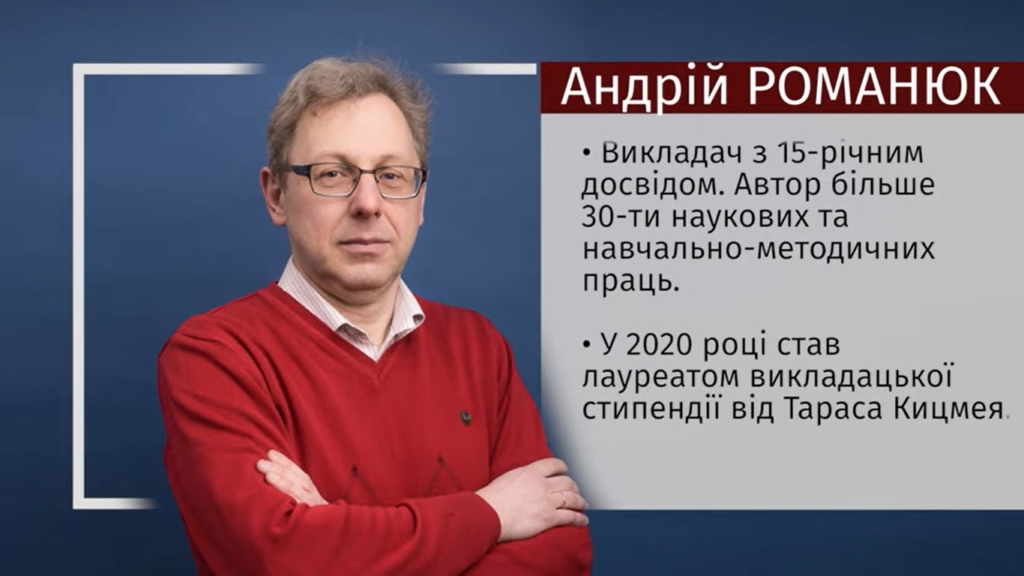 Андрій РОМАНЮК
• Викладач з 15-річним
досвідом. Автор більше
30-ти наукових та
навчально-методичних
праць.
• У 2020 році став
лауреатом викладацької
стипендії від Тараса Кицмея.